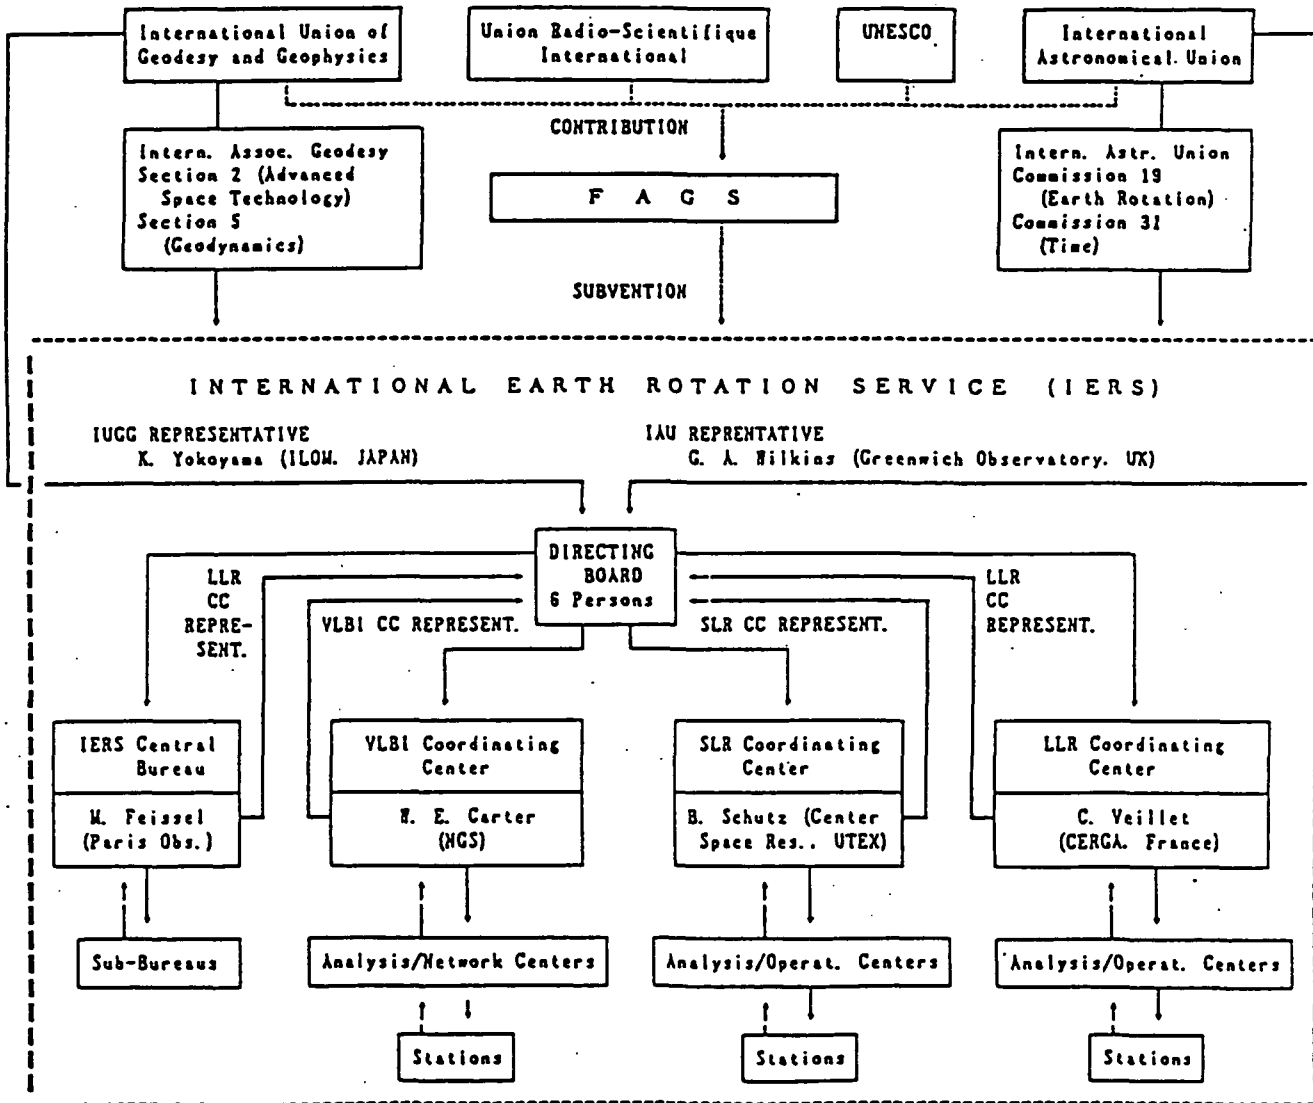 International Union of
Geodesy and Geophysics
Union Radio-Scientifique
International
UNESCO
International
Astronomical Union
CONTRIBUTION
Intern. Assoc. Geodesy
Section 2 (Advanced
Space Technology)
Section 5
(Geodynamics)
F A G S
Intern. Astr. Union
Commission 19
(Earth Rotation)
Commission 31
(Time)
SUBVENTION
INTERNATIONAL EARTH ROTATION SERVICE (IERS)
IUGG REPRESENTATIVE
K. Yokoyama (ILOM. JAPAN)
IAU REPRENTATIVE
G. A. Wilkins (Greenwich Observatory. UK)
DIRECTING
BOARD
6 Persons
LLR
CC
REPRE-
SENT.
VLBI CC REPRESENT.
SLR CC REPRESENT.
LLR
CC
REPRESENT.
IERS Central
Bureau
M. Feissel
(Paris Obs.)
VLBI Coordinating
Center
W. E. Carter
(NGS)
SLR Coordinating
Center
B. Schutz (Center
Space Res.. UTEX)
LLR Coordinating
Center
C. Veillet
(CERGA. France)
Sub-Bureaus
Analysis/Network Centers
Analysis/Operat. Centers
Analysis/Operat. Centers
Stations
Stations
Stations